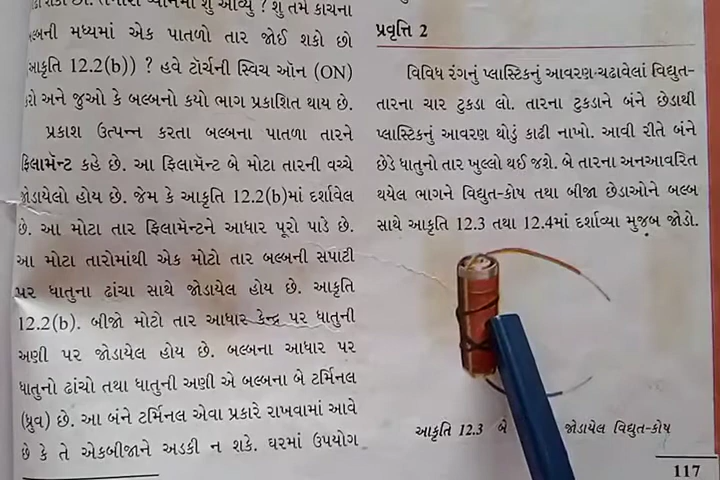 બલ્બની મધ્યમાં એક પાતળો તાર જોઈ શકો છો
આકૃતિ 12.2(b)) ? હવે ટૉર્ચની સ્વિચ ઑન (ON)
કરો અને જુઓ કે બલ્બનો કયો ભાગ પ્રકાશિત થાય છે.
પ્રકાશ ઉત્પન્ન કરતા બલ્બના પાતળા તારને
ફિલામૅન્ટ કહે છે. આ ફિલામૅન્ટ બે મોટા તારની વચ્ચે
જોડાયેલો હોય છે. જેમ કે આકૃતિ 12.2(b)માં દર્શાવેલ
છે. આ મોટા તાર ફિલામૅન્ટને આધાર પૂરો પાડે છે.
આ મોટા તારોમાંથી એક મોટો તાર બલ્બની સપાટી
પર ધાતુના ઢાંચા સાથે જોડાયેલ હોય છે. આકૃતિ
12.2(b). બીજો મોટો તાર આધાર કેન્દ્ર પર ધાતુની
અણી પર જોડાયેલ હોય છે. બલ્બના આધાર પર
ધાતુનો ઢાંચો તથા ધાતુની અણી એ બલ્બના બે ટર્મિનલ
(ધ્રુવ) છે. આ બંને ટર્મિનલ એવા પ્રકારે રાખવામાં આવે
છે કે તે એકબીજાને અડકી ન શકે. ઘરમાં ઉપયોગ
પ્રવૃત્તિ 2
વિવિધ રંગનું પ્લાસ્ટિકનું આવરણ ચઢાવેલાં વિદ્યુત-
તારના ચાર ટુકડા લો. તારના ટુકડાને બંને છેડાથી
પ્લાસ્ટિકનું આવરણ થોડું કાઢી નાખો. આવી રીતે બંને
છેડે ધાતુનો તાર ખુલ્લો થઈ જશે. બે તારના અનઆવરિત
થયેલ ભાગને વિદ્યુત-કોષ તથા બીજા છેડાઓને બલ્બ
સાથે આકૃતિ 12.3 તથા 12.4માં દર્શાવ્યા મુજબ જોડો.
આકૃતિ 12.3 બે જોડાયેલ વિદ્યુત-કોષ
117